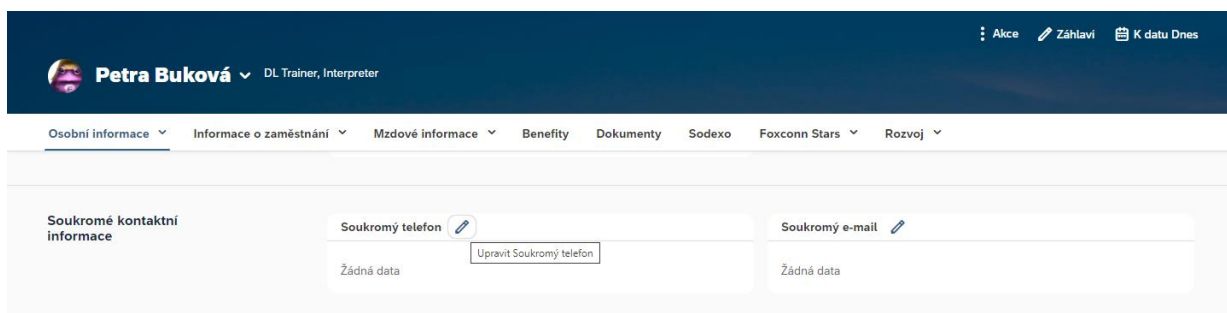 Akce Záhlaví K datu Dnes
Petra Buková DL Trainer, Interpreter
Osobní informace Informace o zaměstnání Mzdové informace Benefity Dokumenty Sodexo Foxconn Stars Rozvoj
Soukromé kontaktní
informace
Soukromý telefon
Upravit Soukromý telefon
Žádná data
Soukromý e-mail
Žádná data